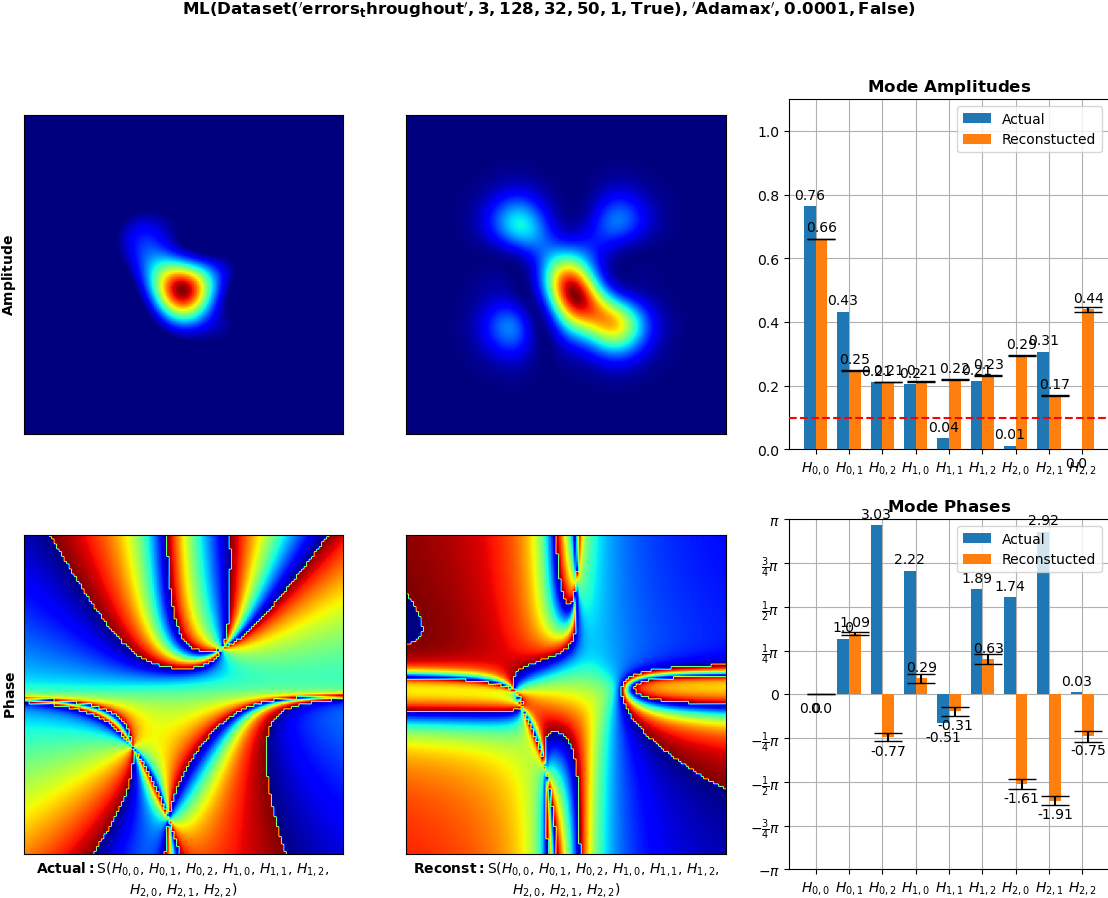 ML(Dataset('errors_throughout', 3, 128, 32, 50, 1, True), 'Adamax', 0.0001, False)
Amplitude
Mode Amplitudes
Actual
Reconstucted
1.0
0.8
0.6
0.4
0.2
0.0
0.76
0.66
0.43
0.25
0.21
0.21
0.2
0.21
0.04
0.22
0.21
0.23
0.01
0.29
0.31
0.17
0.0
0.44
H0,0 H0,1 H0,2 H1,0 H1,1 H1,2 H2,0 H2,1 H2,2
Phase
Actual: S(H0,0, H0,1, H0,2, H1,0, H1,1, H1,2,
H2,0, H2,1, H2,2)
Reconst: S(H0,0, H0,1, H0,2, H1,0, H1,1, H1,2,
H2,0, H2,1, H2,2)
Mode Phases
Actual
Reconstucted
π
3/4π
1/2π
1/4π
0
−1/4π
−1/2π
−3/4π
−π
0.0
0.0
1.0
1.09
3.03
-0.77
2.22
0.29
-0.51
-0.31
1.89
0.63
1.74
-1.61
2.92
-1.91
0.03
-0.75
H0,0 H0,1 H0,2 H1,0 H1,1 H1,2 H2,0 H2,1 H2,2